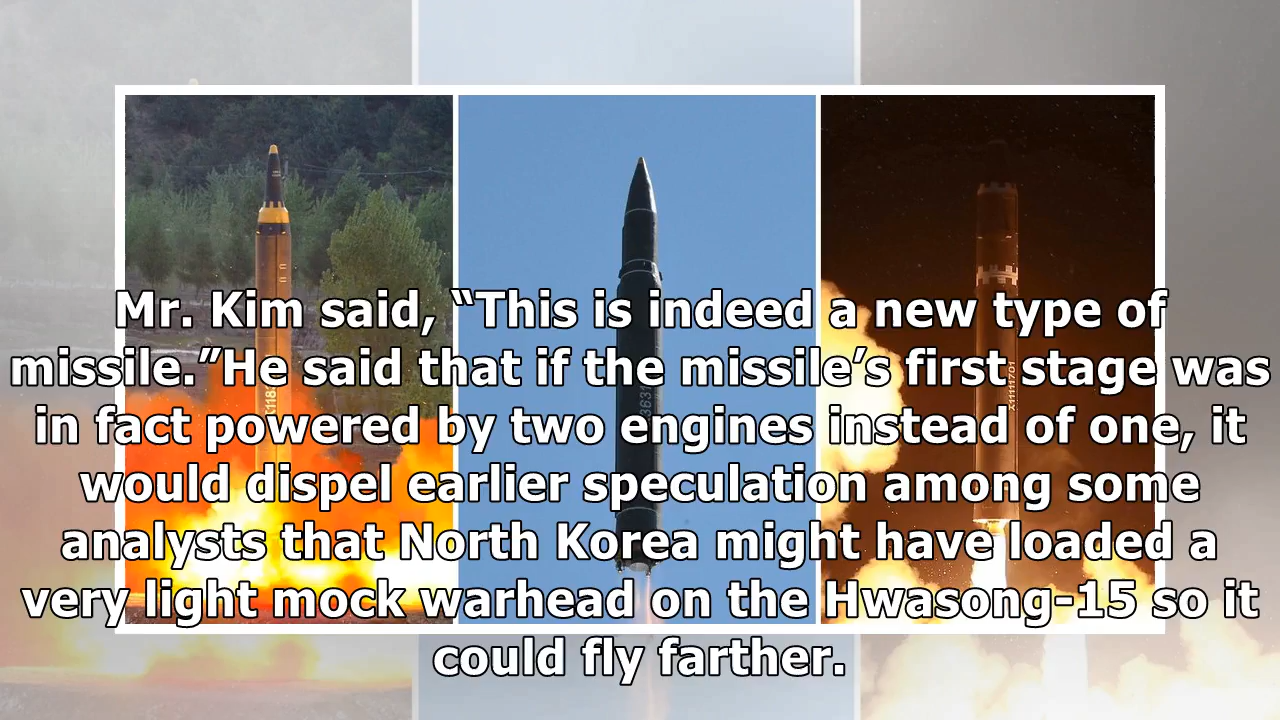 Mr. Kim said, “This is indeed a new type of
missile.”He said that if the missile’s first stage was
in fact powered by two engines instead of one, it
would dispel earlier speculation among some
analysts that North Korea might have loaded a
very light mock warhead on the Hwasong-15 so it
could fly farther.